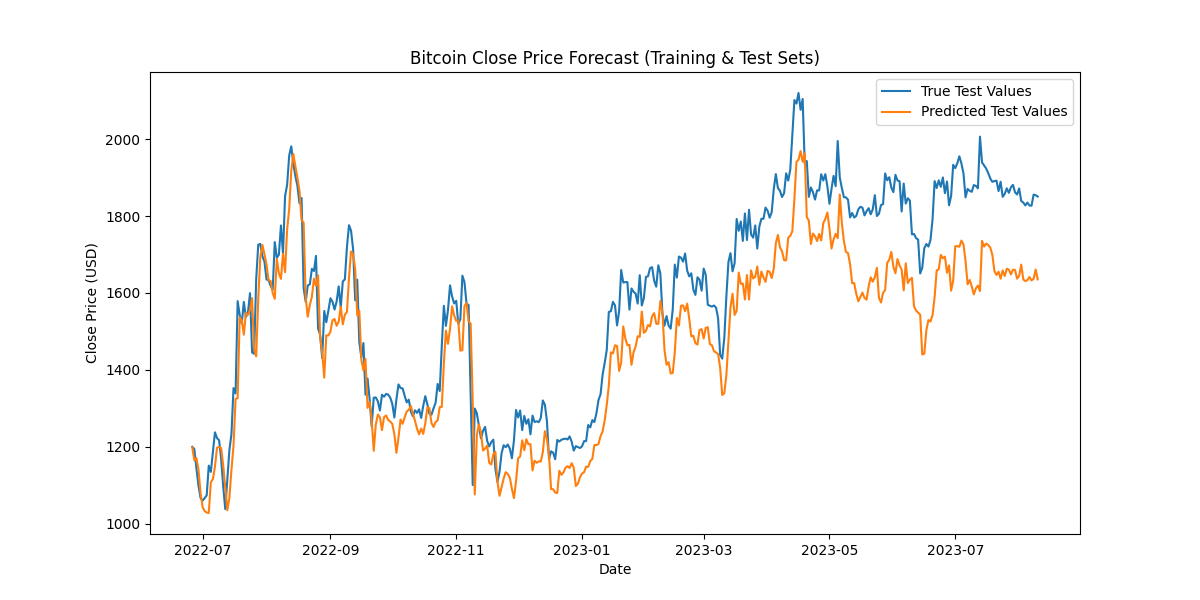 Bitcoin Close Price Forecast (Training & Test Sets)
True Test Values
Predicted Test Values
Close Price (USD)
2000
1800
1600
1400
1200
1000
2022-07
2022-09
2022-11
2023-01
2023-03
2023-05
2023-07
Date